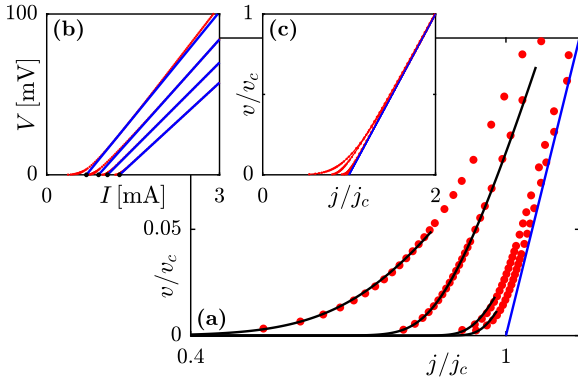 100
(b)
V [mV]
0
0
I [mA]
3
1
(c)
v/v_c
0
0
j/j_c
2
0.05
v/v_c
0
(a)
0.4
j/j_c
1